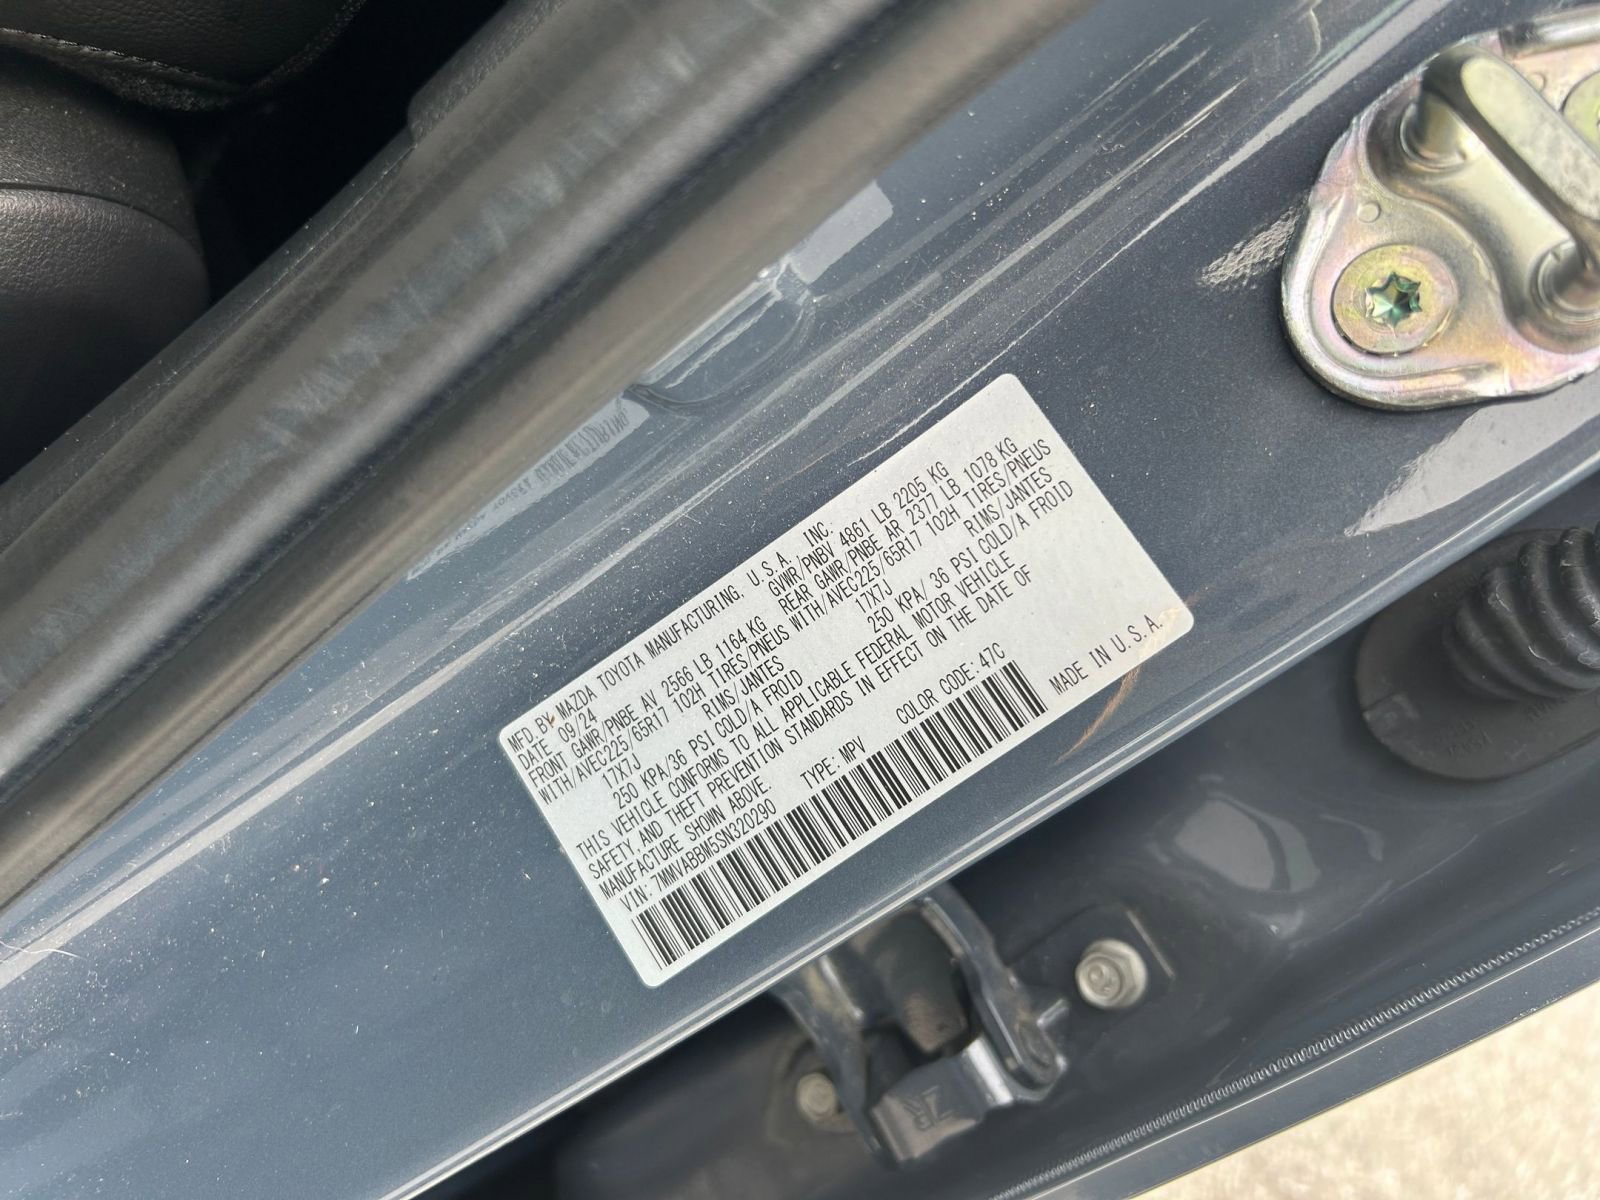 MFD. BY MAZDA TOYOTA MANUFACTURING, U.S.A., INC.
DATE 09/24 GVWR/PNBV 4861 LB 2205 KG
FRONT GAWR/PNBE AV 2566 LB 1164 KG REAR GAWR/PNBE AR 2377 LB 1078 KG
WITH/AVEC225/65R17 102H TIRES/PNEUS WITH/AVEC225/65R17 102H TIRES/PNEUS
17X7J RIMS/JANTES 17X7J RIMS/JANTES
250 KPA/36 PSI COLD/A FROID 250 KPA/ 36 PSI COLD/A FROID
THIS VEHICLE CONFORMS TO ALL APPLICABLE FEDERAL MOTOR VEHICLE
SAFETY, AND THEFT PREVENTION STANDARDS IN EFFECT ON THE DATE OF
MANUFACTURE SHOWN ABOVE.
VIN: 7MMVABBM5SN320290 TYPE: MPV COLOR CODE: 47C
MADE IN U.S.A.